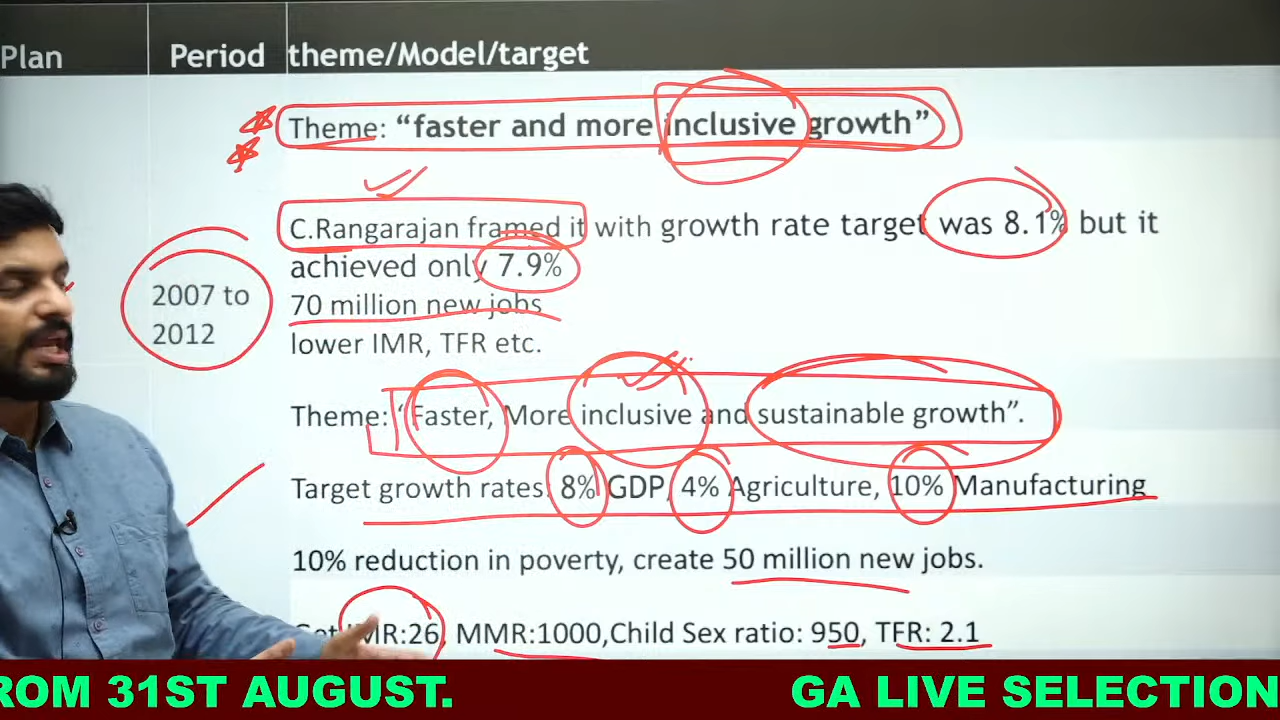 Plan Period theme/Model/target
Theme: “faster and more inclusive growth”
C.Rangarajan framed it with growth rate target was 8.1% but it
achieved only 7.9%
2007 to
2012
70 million new jobs
lower IMR, TFR etc.
Theme: “Faster, More inclusive and sustainable growth”.
Target growth rates: 8% GDP, 4% Agriculture, 10% Manufacturing
10% reduction in poverty, create 50 million new jobs.
IMR:26, MMR:1000,Child Sex ratio: 950, TFR: 2.1
ROM 31ST AUGUST. GA LIVE SELECTION